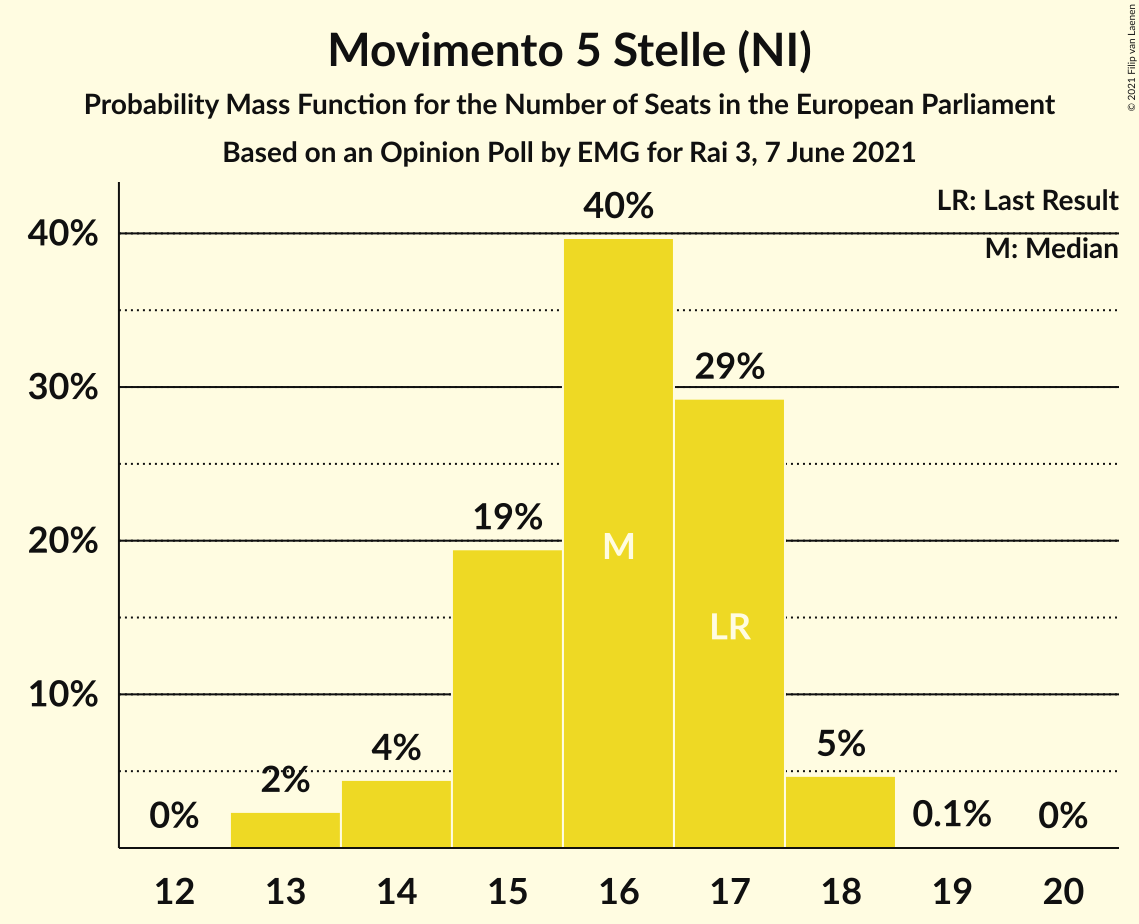 Movimento 5 Stelle (NI)
Probability Mass Function for the Number of Seats in the European Parliament
Based on an Opinion Poll by EMG for Rai 3, 7 June 2021
© 2021 Filip van Laenen
LR: Last Result
M: Median
40%
30%
20%
10%
0%
2%
4%
19%
40%
29%
5%
0.1%
0%
M
LR
12 13 14 15 16 17 18 19 20